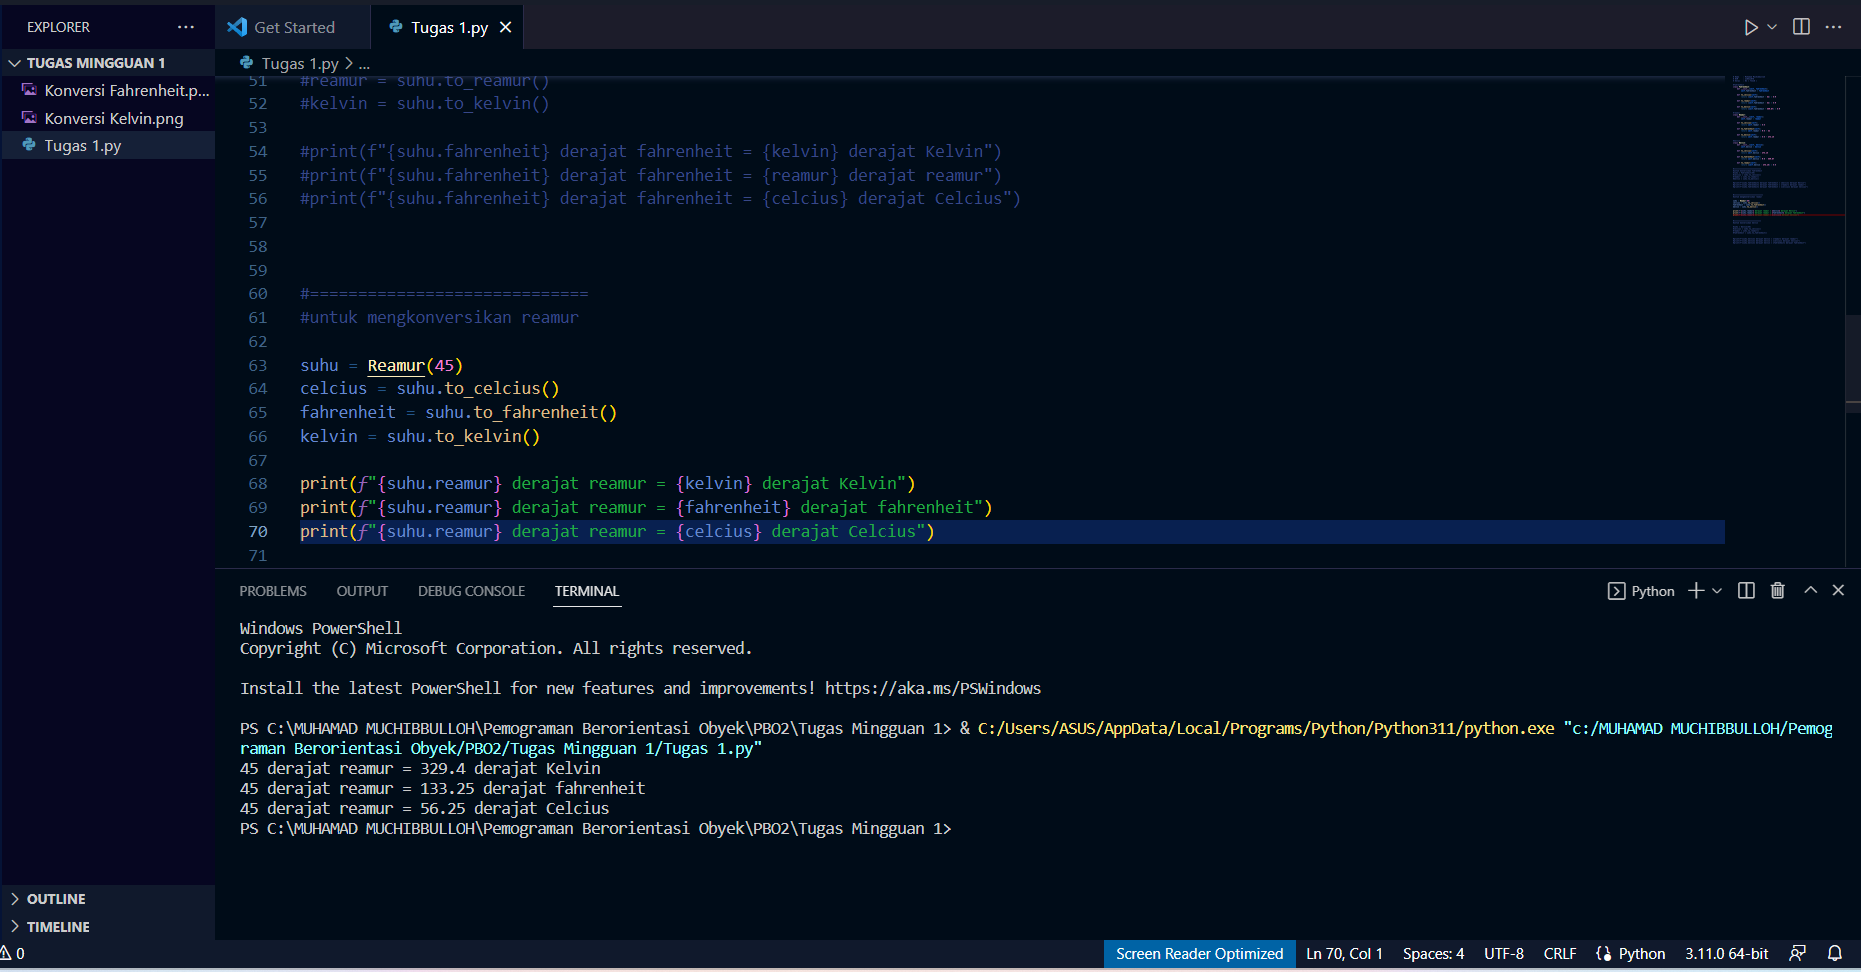 EXPLORER ···
Get Started
Tugas 1.py
TUGAS MINGGUAN 1
Konversi Fahrenheit.p...
Konversi Kelvin.png
Tugas 1.py
Tugas 1.py > ...
51 #reamur = suhu.to_reamur()
52 #kelvin = suhu.to_kelvin()
53
54 #print(f"{suhu.fahrenheit} derajat fahrenheit = {kelvin} derajat Kelvin")
55 #print(f"{suhu.fahrenheit} derajat fahrenheit = {reamur} derajat reamur")
56 #print(f"{suhu.fahrenheit} derajat fahrenheit = {celcius} derajat Celcius")
57
58
59
60 #=============================
61 #untuk mengkonversikan reamur
62
63 suhu = Reamur(45)
64 celcius = suhu.to_celcius()
65 fahrenheit = suhu.to_fahrenheit()
66 kelvin = suhu.to_kelvin()
67
68 print(f"{suhu.reamur} derajat reamur = {kelvin} derajat Kelvin")
69 print(f"{suhu.reamur} derajat reamur = {fahrenheit} derajat fahrenheit")
70 print(f"{suhu.reamur} derajat reamur = {celcius} derajat Celcius")
71
PROBLEMS OUTPUT DEBUG CONSOLE TERMINAL
Python
Windows PowerShell
Copyright (C) Microsoft Corporation. All rights reserved.
Install the latest PowerShell for new features and improvements! https://aka.ms/PSWindows
PS C:\MUHAMAD MUCHIBBULLOH\Pemograman Berorientasi Obyek\PBO2\Tugas Mingguan 1> & C:/Users/ASUS/AppData/Local/Programs/Python/Python311/python.exe "c:/MUHAMAD MUCHIBBULLOH/Pemog
raman Berorientasi Obyek/PBO2/Tugas Mingguan 1/Tugas 1.py"
45 derajat reamur = 329.4 derajat Kelvin
45 derajat reamur = 133.25 derajat fahrenheit
45 derajat reamur = 56.25 derajat Celcius
PS C:\MUHAMAD MUCHIBBULLOH\Pemograman Berorientasi Obyek\PBO2\Tugas Mingguan 1>
OUTLINE
TIMELINE
0
Screen Reader Optimized Ln 70, Col 1 Spaces: 4 UTF-8 CRLF Python 3.11.0 64-bit